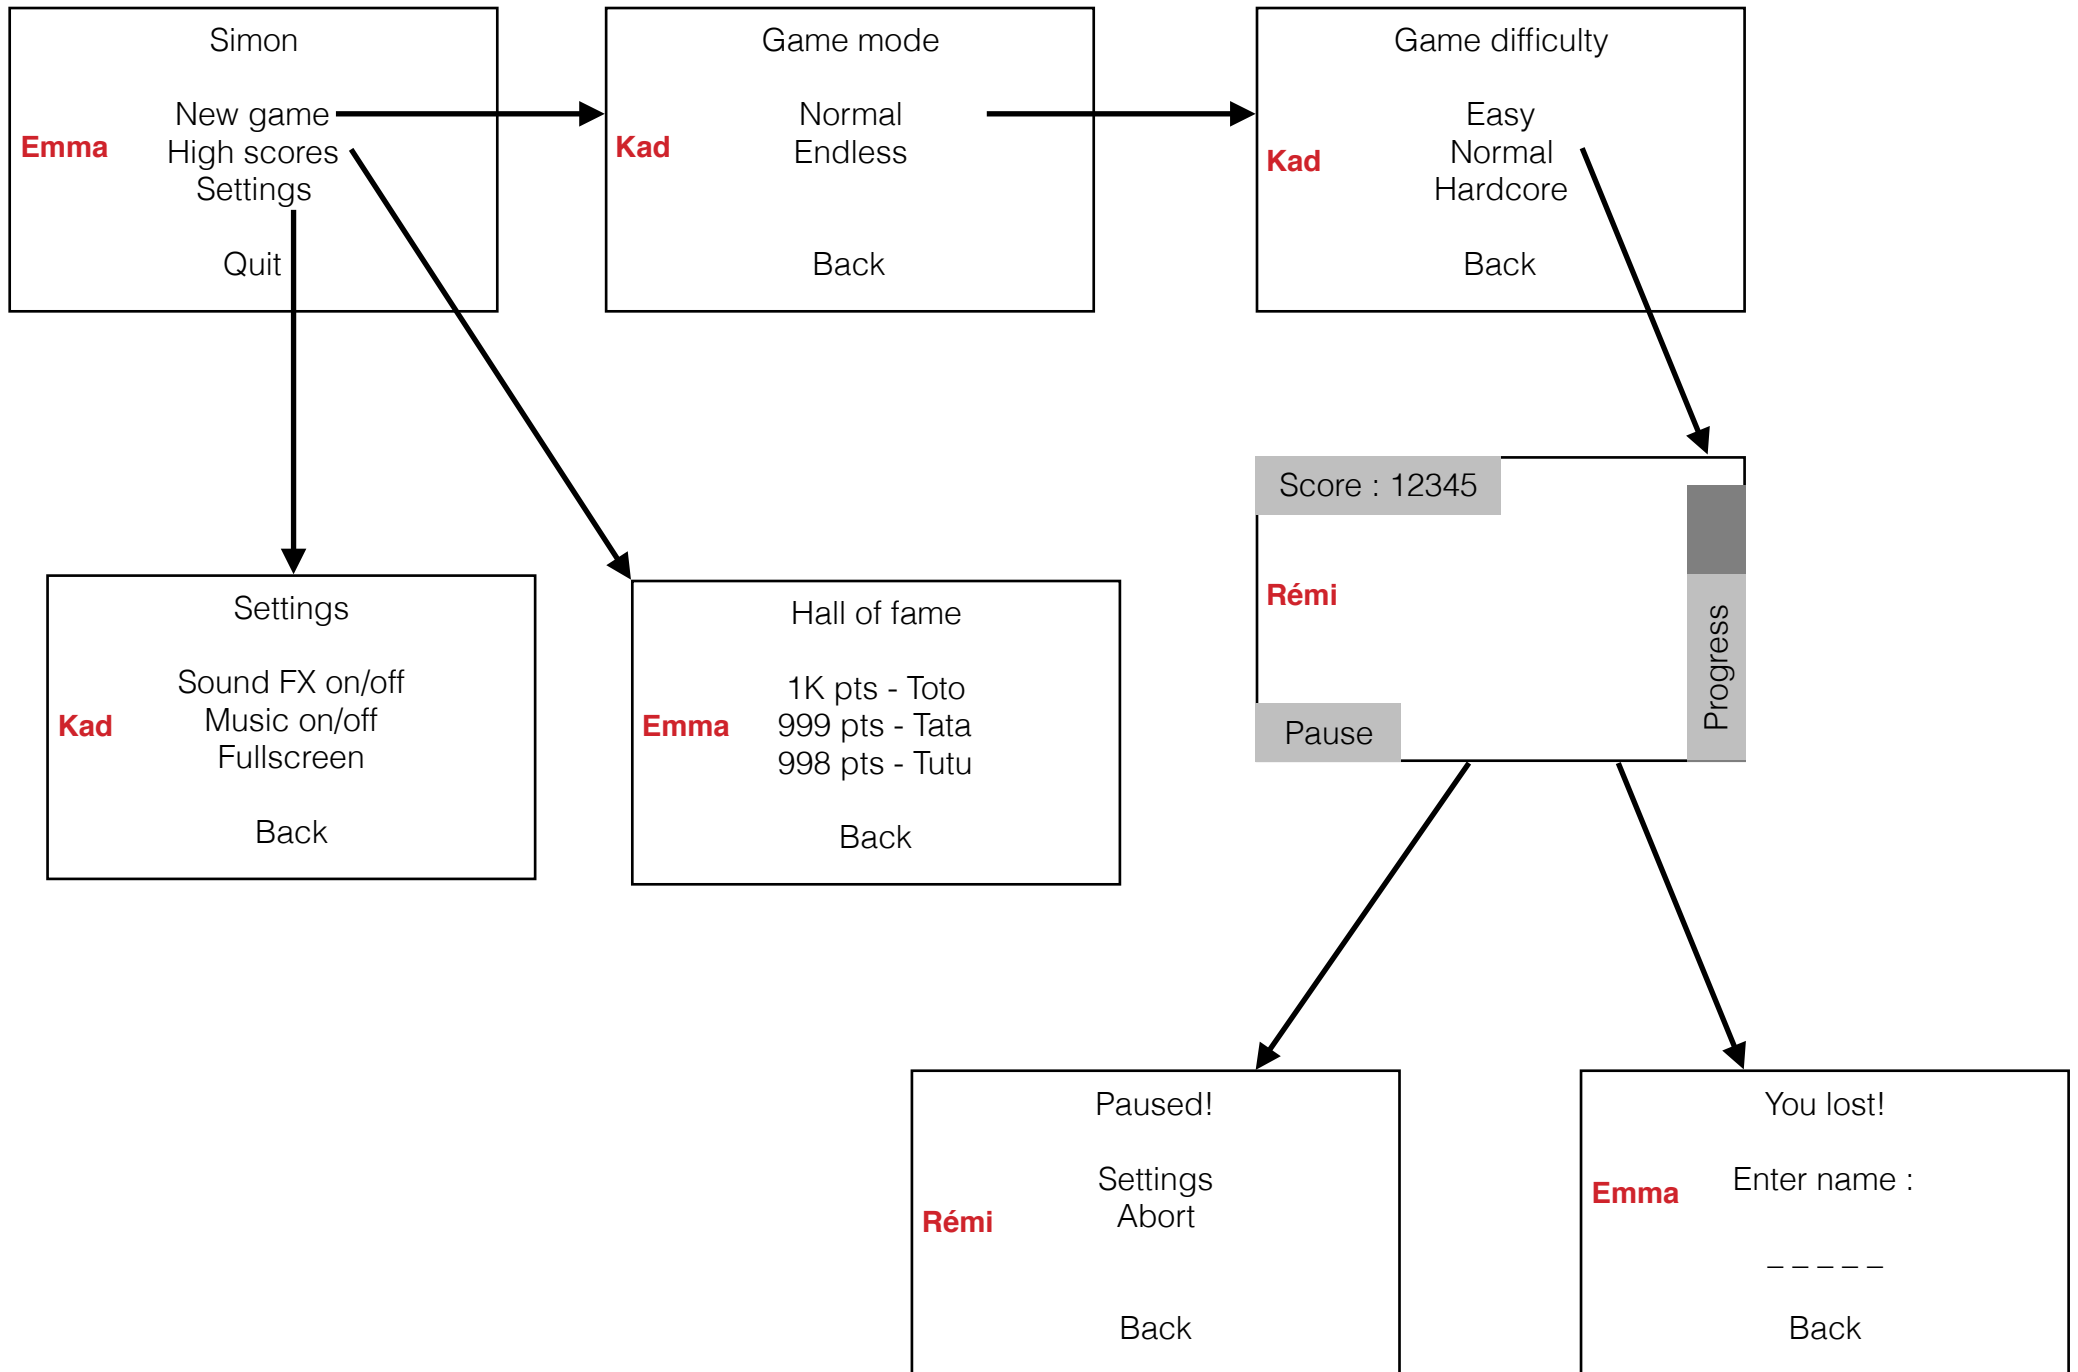 Simon
New game
High scores
Settings
Quit
Emma
Game mode
Normal
Endless
Back
Kad
Game difficulty
Easy
Normal
Hardcore
Back
Kad
Settings
Sound FX on/off
Music on/off
Fullscreen
Back
Kad
Hall of fame
1K pts - Toto
999 pts - Tata
998 pts - Tutu
Back
Emma
Score : 12345
Rémi
Progress
Pause
Paused!
Settings
Abort
Back
Rémi
You lost!
Enter name :
_ _ _ _ _
Back
Emma